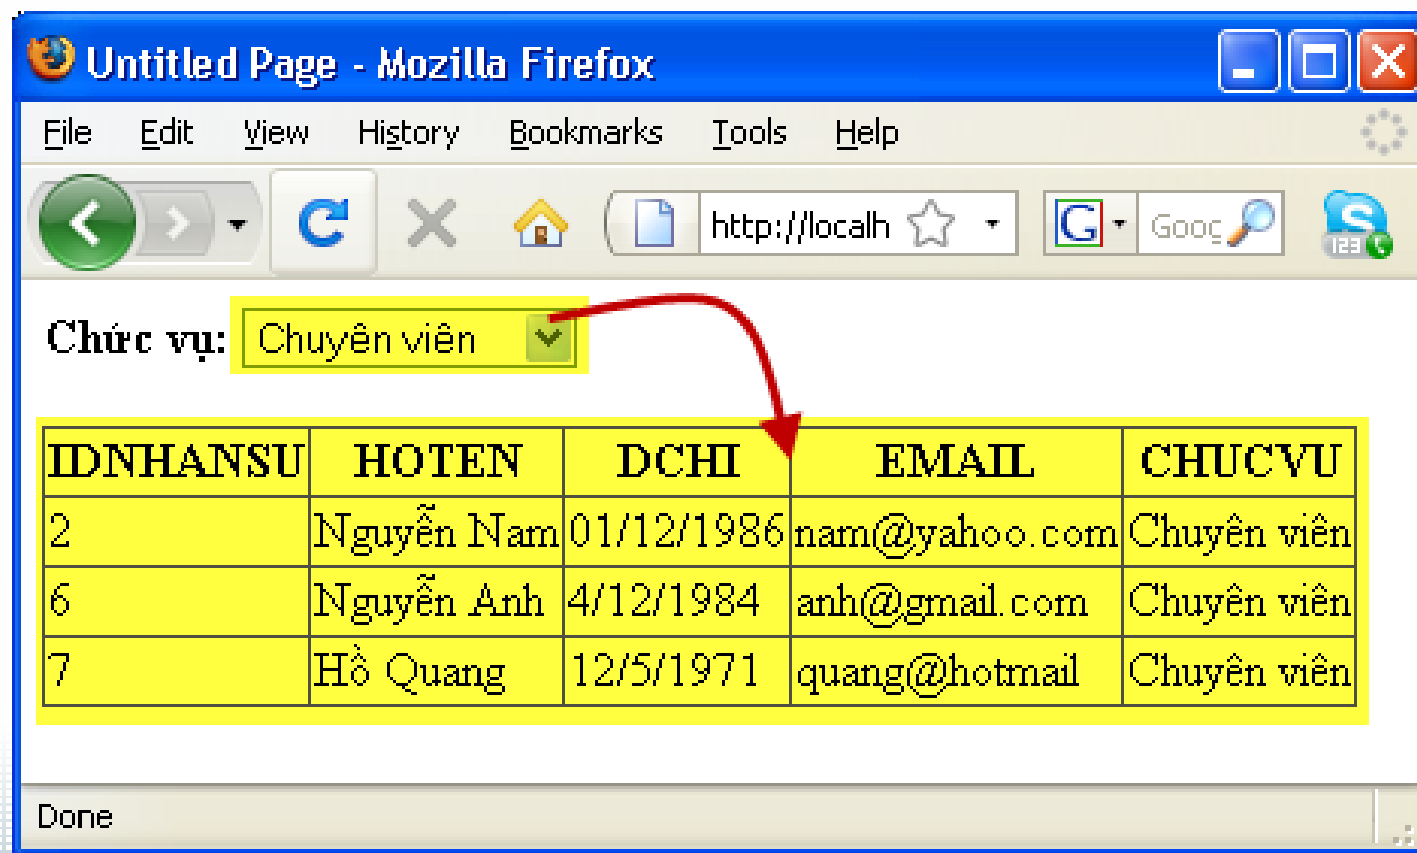 Untitled Page - Mozilla Firefox
File Edit View History Bookmarks Tools Help
http://localh G Goog S 123
Chức vụ: Chuyên viên
IDNHANSU HOTEN DCHI EMAIL CHUCVU
2 Nguyễn Nam 01/12/1986 nam@yahoo.com Chuyên viên
6 Nguyễn Anh 4/12/1984 anh@gmail.com Chuyên viên
7 Hồ Quang 12/5/1971 quang@hotmail Chuyên viên
Done